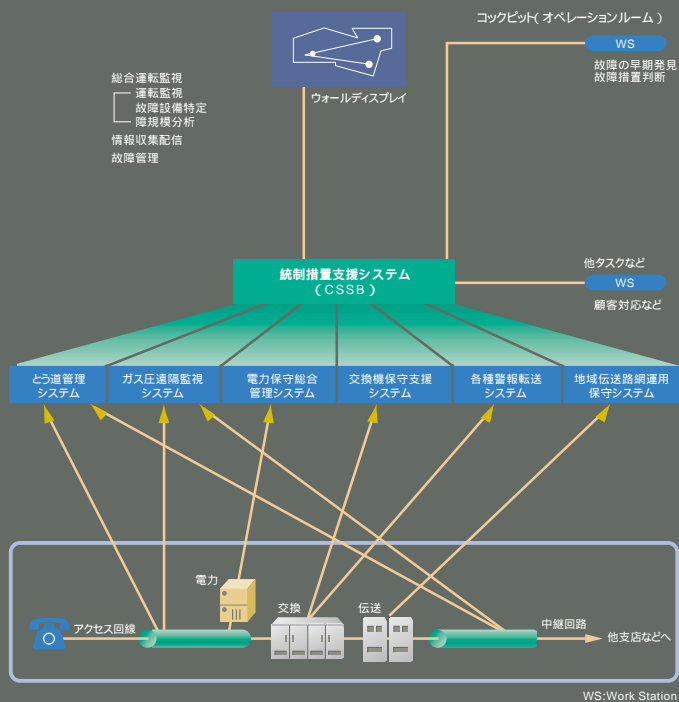 コックピット(オペレーションルーム)
WS
故障の早期発見
故障措置判断
総合運転監視
運転監視
故障設備特定
障規模分析
情報収集配信
故障管理
ウォールディスプレイ
統制措置支援システム
(CSSB)
他タスクなど
WS
顧客対応など
とう道管理
システム
ガス圧遠隔監視
システム
電力保守総合
管理システム
交換機保守支援
システム
各種警報転送
システム
地域伝送路網運用
保守システム
電力
交換
伝送
アクセス回線
中継回路
他支店などへ
WS:Work Station